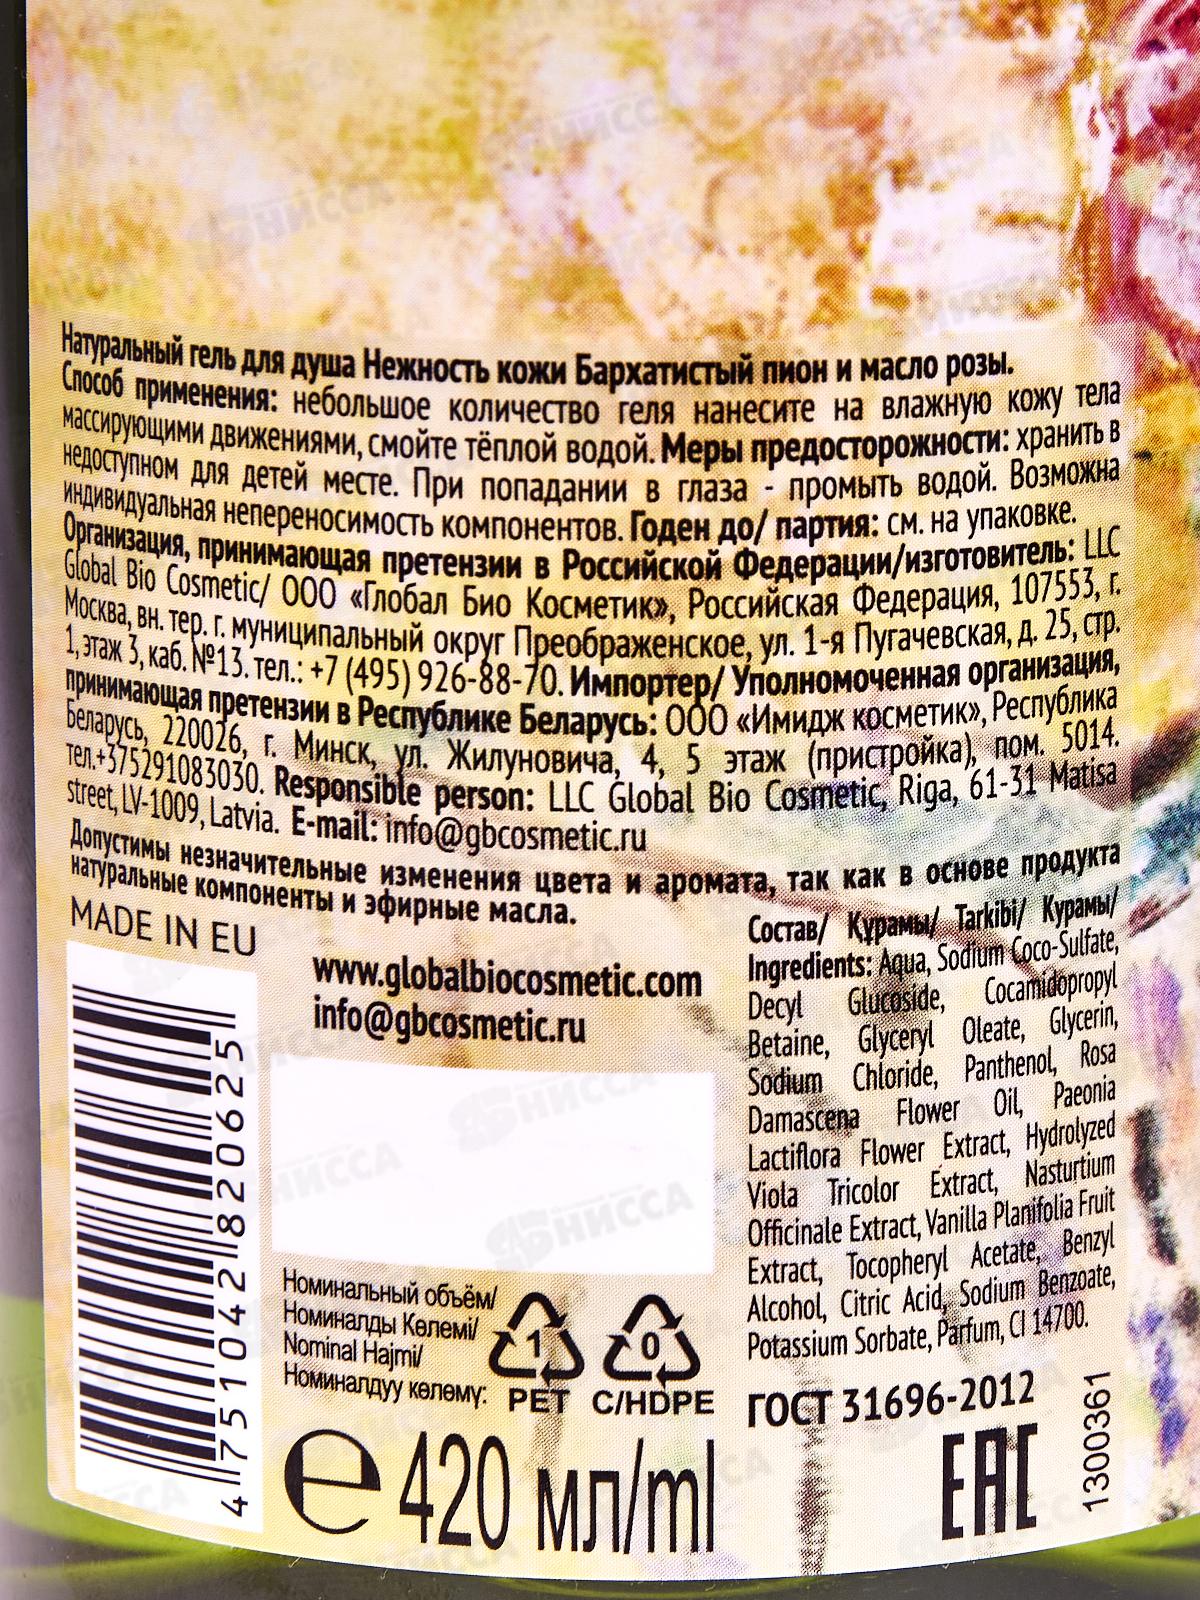 Натуральный гель для душа Нежность кожи Бархатистый пион и масло розы.
Способ применения: небольшое количество геля нанесите на влажную кожу тела
массирующими движениями, смойте тёплой водой. Меры предосторожности: хранить в
недоступном для детей месте. При попадании в глаза - промыть водой. Возможна
индивидуальная непереносимость компонентов. Годен до/ партия: см. на упаковке.
Организация, принимающая претензии в Российской Федерации/изготовитель: LLC
Global Bio Cosmetic/ ООО «Глобал Био Косметик», Российская Федерация, 107553, г.
Москва, вн. тер. г. муниципальный округ Преображенское, ул. 1-я Пугачевская, д. 25, стр.
1, этаж 3, каб. №13. тел.: +7 (495) 926-88-70. Импортер/ Уполномоченная организация,
принимающая претензии в Республике Беларусь: ООО «Имидж косметик», Республика
Беларусь, 220026, г. Минск, ул. Жилуновича, 4, 5 этаж (пристройка), пом. 5014.
тел.+375291083030. Responsible person: LLC Global Bio Cosmetic, Riga, 61-31 Matisa
street, LV-1009, Latvia. E-mail: info@gbcosmetic.ru
Допустимы незначительные изменения цвета и аромата, так как в основе продукта
натуральные компоненты и эфирные масла.
MADE IN EU
www.globalbiocosmetic.com
info@gbcosmetic.ru
4751042820625
Состав/ Құрамы/ Tarkibi/ Курамы/
Ingredients: Aqua, Sodium Coco-Sulfate,
Decyl Glucoside, Cocamidopropyl
Betaine, Glyceryl Oleate, Glycerin,
Sodium Chloride, Panthenol, Rosa
Damascena Flower Oil, Paeonia
Lactiflora Flower Extract, Hydrolyzed
Viola Tricolor Extract, Nasturtium
Officinale Extract, Vanilla Planifolia Fruit
Extract, Tocopheryl Acetate, Benzyl
Alcohol, Citric Acid, Sodium Benzoate,
Potassium Sorbate, Parfum, CI 14700.
Номинальный объём/
Номиналды Көлемі/
Nominal Hajmi/
Номиналдуу көлөмү:
1
PET
0
C/HDPE
℮ 420 мл/ml
ГОСТ 31696-2012
ЕАС
1300361
АБНИССА